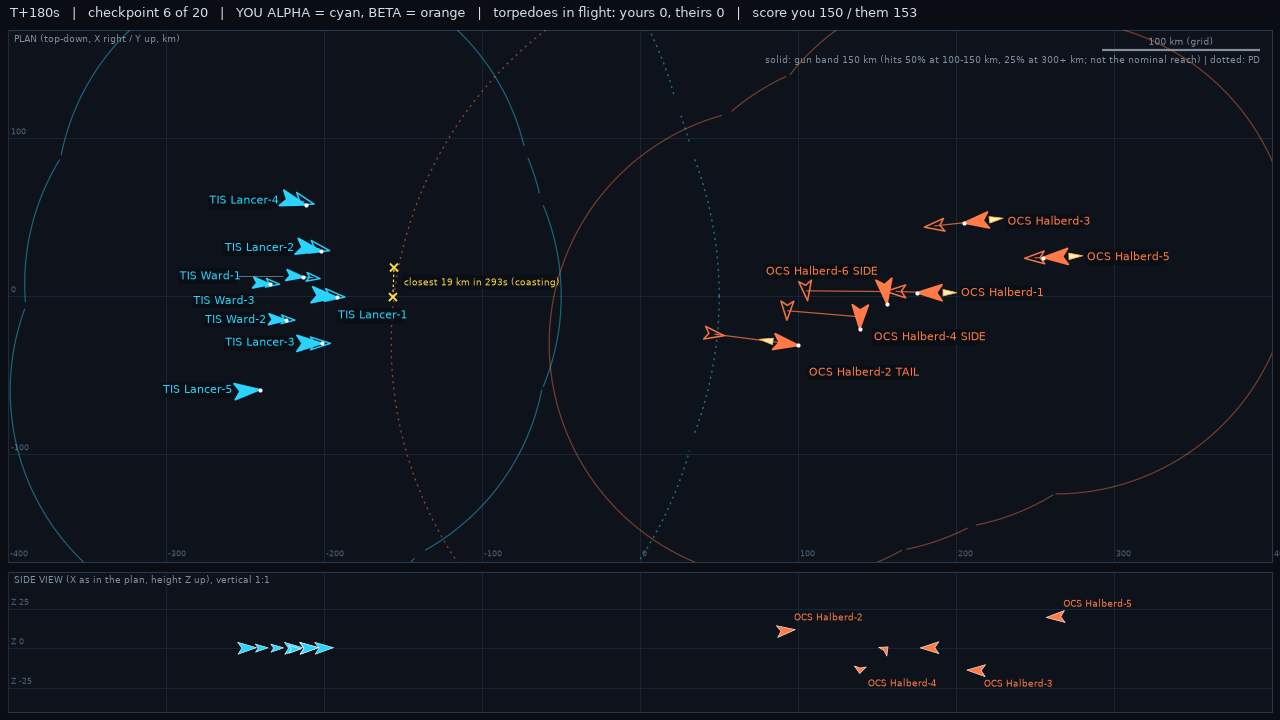 T+180s | checkpoint 6 of 20 | YOU ALPHA = cyan, BETA = orange | torpedoes in flight: yours 0, theirs 0 | score you 150 / them 153
PLAN (top-down, X right / Y up, km)
100 km (grid)
solid: gun band 150 km (hits 50% at 100-150 km, 25% at 300+ km; not the nominal reach) | dotted: PD
100
TIS Lancer-4
OCS Halberd-3
TIS Lancer-2
OCS Halberd-5
TIS Ward-1
OCS Halberd-6 SIDE
closest 19 km in 293s (coasting)
0
OCS Halberd-1
TIS Ward-3
TIS Lancer-1
TIS Ward-2
OCS Halberd-4 SIDE
TIS Lancer-3
OCS Halberd-2 TAIL
TIS Lancer-5
-100
-400
-300
-200
-100
0
100
200
300
SIDE VIEW (X as in the plan, height Z up), vertical 1:1
Z 25
OCS Halberd-5
OCS Halberd-2
Z 0
Z -25
OCS Halberd-4
OCS Halberd-3